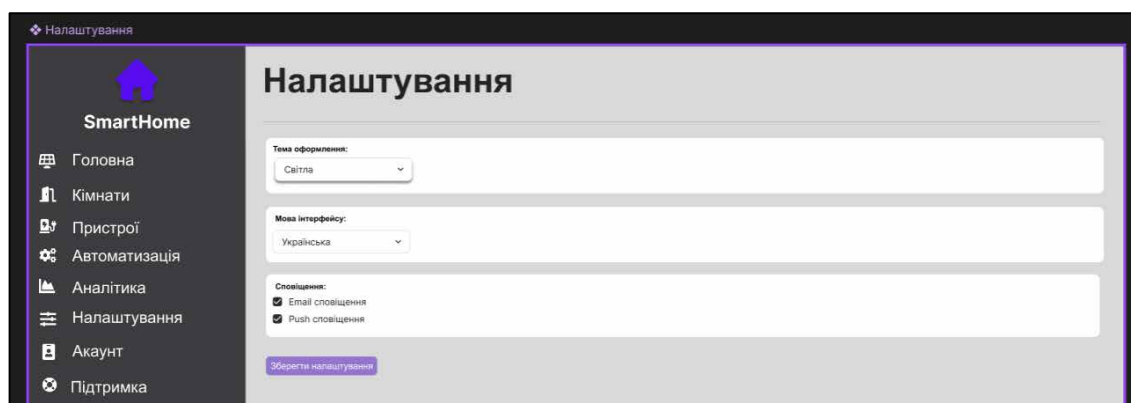 Налаштування
SmartHome
Головна
Кімнати
Пристрої
Автоматизація
Аналітика
Налаштування
Акаунт
Підтримка
Налаштування
Тема оформлення:
Світла
Мова інтерфейсу:
Українська
Сповіщення:
Email сповіщення
Push сповіщення
Зберегти налаштування